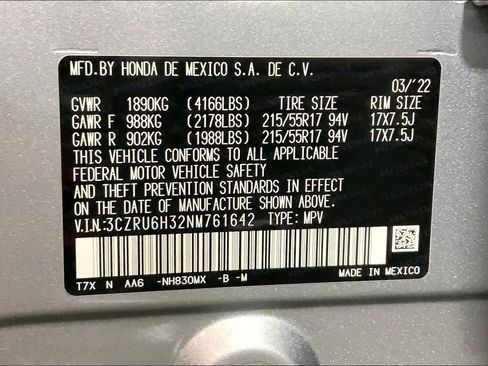 MFD.BY HONDA DE MEXICO S.A. DE C.V.
03/'22
GVWR 1890KG (4166LBS) TIRE SIZE RIM SIZE
GAWR F 988KG (2178LBS) 215/55R17 94V 17X7.5J
GAWR R 902KG (1988LBS) 215/55R17 94V 17X7.5J
THIS VEHICLE CONFORMS TO ALL APPLICABLE
FEDERAL MOTOR VEHICLE SAFETY
AND THEFT PREVENTION STANDARDS IN EFFECT
ON THE DATE OF MANUFACTURE SHOWN ABOVE.
V.I.N:3CZRU6H32NM761642 TYPE: MPV
T7X N AA6 -NH830MX -B -M
MADE IN MEXICO